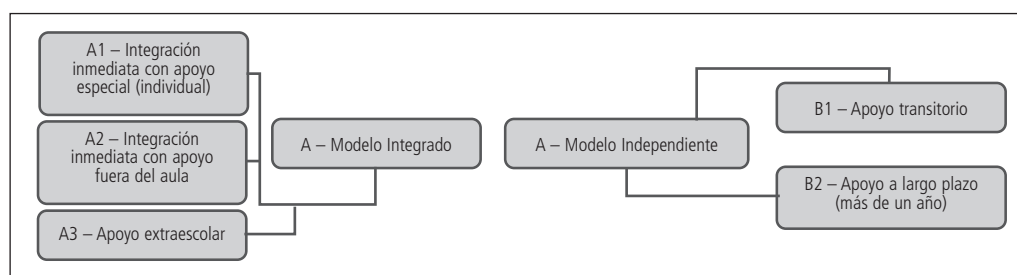 A1 – Integración
inmediata con apoyo
especial (individual)
A2 – Integración
inmediata con apoyo
fuera del aula
A3 – Apoyo extraescolar
A – Modelo Integrado
A – Modelo Independiente
B1 – Apoyo transitorio
B2 – Apoyo a largo plazo
(más de un año)